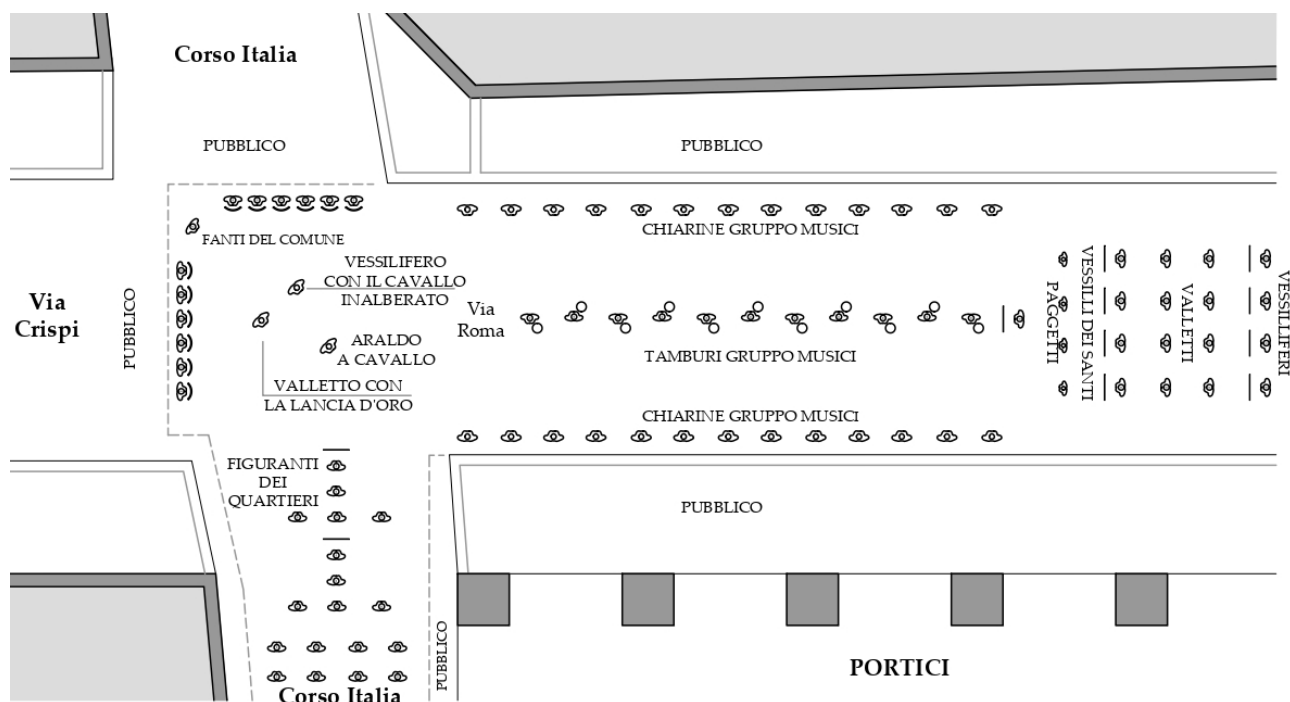 Corso Italia
PUBBLICO
PUBBLICO
CHIARINE GRUPPO MUSICI
FANTI DEL COMUNE
VESSILIFERO
CON IL CAVALLO
INALBERATO
Via
Crispi
PUBBLICO
Via
Roma
ARALDO
A CAVALLO
TAMBURI GRUPPO MUSICI
VALLETTO CON
LA LANCIA D'ORO
PAGGETTI
VESSILLI DEI SANTI
VALLETTI
VESSILLIFERI
CHIARINE GRUPPO MUSICI
FIGURANTI
DEI
QUARTIERI
PUBBLICO
PUBBLICO
PORTICI
Corso Italia